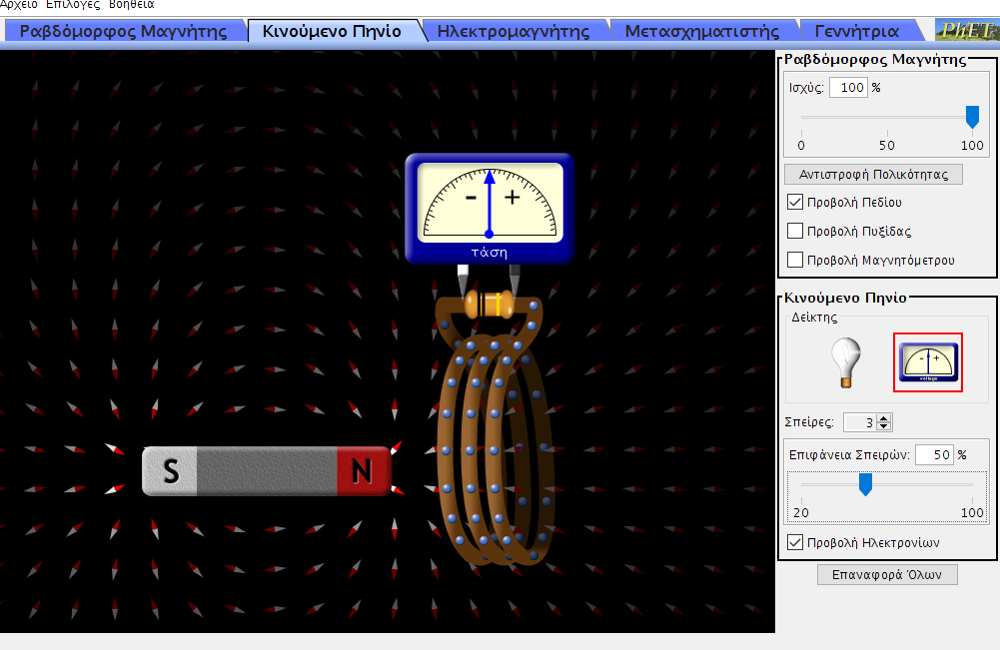 Αρχείο Επιλογές Βοήθεια
Ραβδόμορφος Μαγνήτης
Κινούμενο Πηνίο
Ηλεκτρομαγνήτης
Μετασχηματιστής
Γεννήτρια
PhET
- +
τάση
S
N
Ραβδόμορφος Μαγνήτης
Ισχύς: 100 %
0 50 100
Αντιστροφή Πολικότητας
Προβολή Πεδίου
Προβολή Πυξίδας
Προβολή Μαγνητόμετρου
Κινούμενο Πηνίο
Δείκτης
- +
voltage
Σπείρες: 3
Επιφάνεια Σπειρών: 50 %
20 100
Προβολή Ηλεκτρονίων
Επαναφορά Όλων